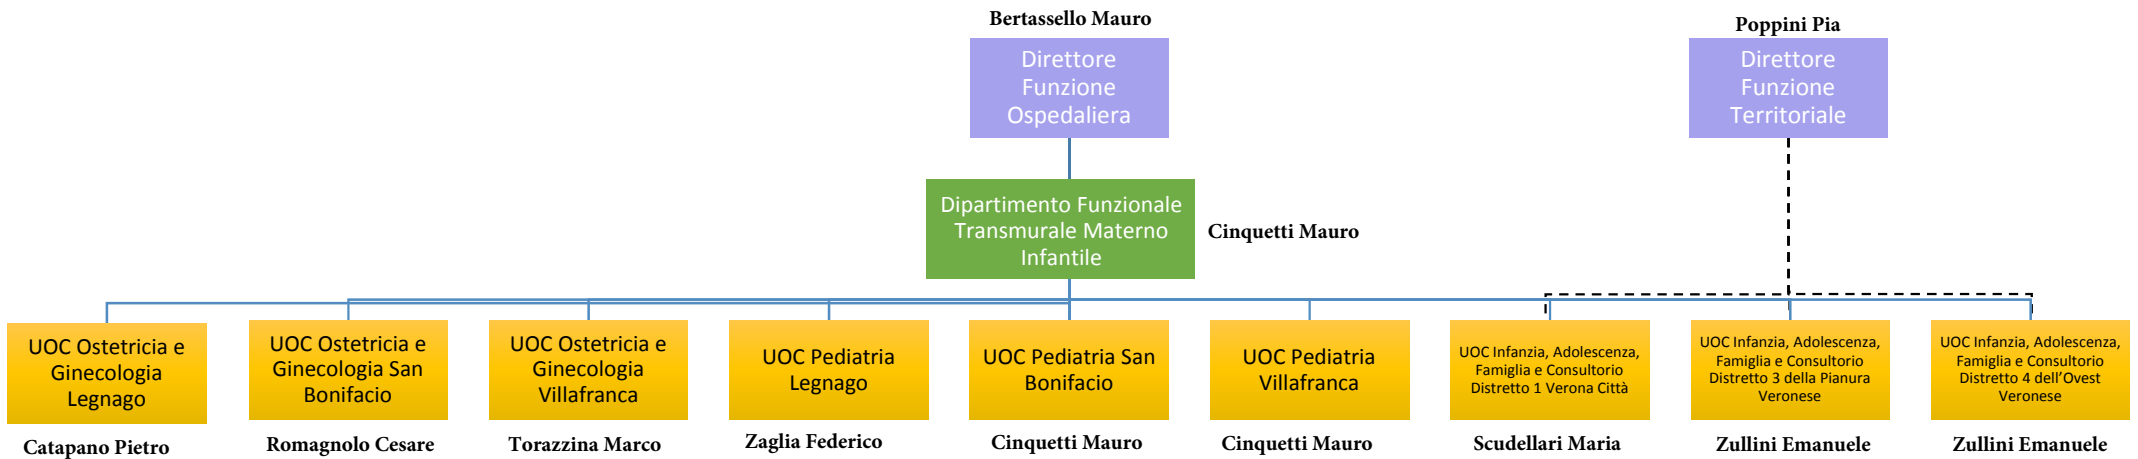 Bertassello Mauro
Direttore
Funzione
Ospedaliera
Poppini Pia
Direttore
Funzione
Territoriale
Dipartimento Funzionale
Transmurale Materno
Infantile
Cinquetti Mauro
UOC Ostetricia e
Ginecologia
Legnago
Catapano Pietro
UOC Ostetricia e
Ginecologia San
Bonifacio
Romagnolo Cesare
UOC Ostetricia e
Ginecologia
Villafranca
Torazzina Marco
UOC Pediatria
Legnago
Zaglia Federico
UOC Pediatria San
Bonifacio
Cinquetti Mauro
UOC Pediatria
Villafranca
Cinquetti Mauro
UOC Infanzia, Adolescenza,
Famiglia e Consultorio
Distretto 1 Verona Città
Scudellari Maria
UOC Infanzia, Adolescenza,
Famiglia e Consultorio
Distretto 3 della Pianura
Veronese
Zullini Emanuele
UOC Infanzia, Adolescenza,
Famiglia e Consultorio
Distretto 4 dell’Ovest
Veronese
Zullini Emanuele